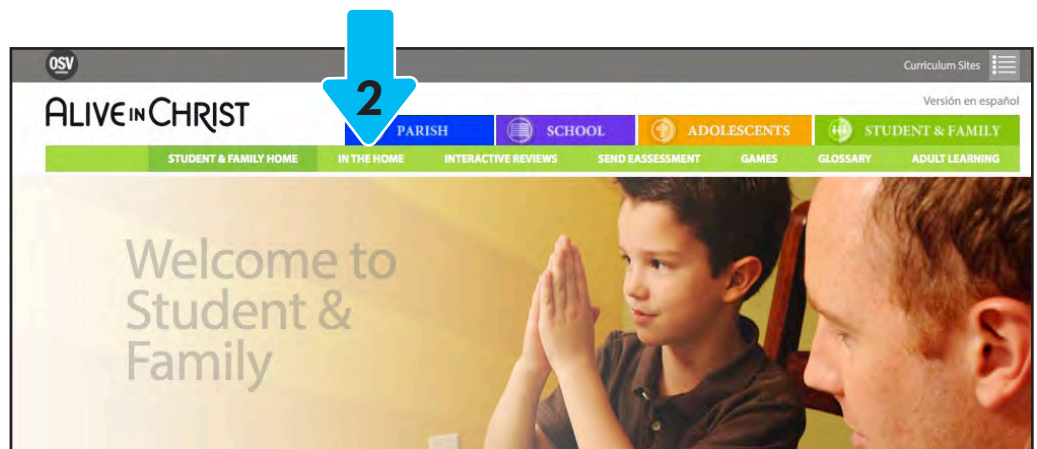 2
OSV
Curriculum Sites
ALIVE IN CHRIST
Versión en español
PARISH SCHOOL ADOLESCENTS STUDENT & FAMILY
STUDENT & FAMILY HOME IN THE HOME INTERACTIVE REVIEWS SEND EASSESSMENT GAMES GLOSSARY ADULT LEARNING
Welcome to
Student &
Family